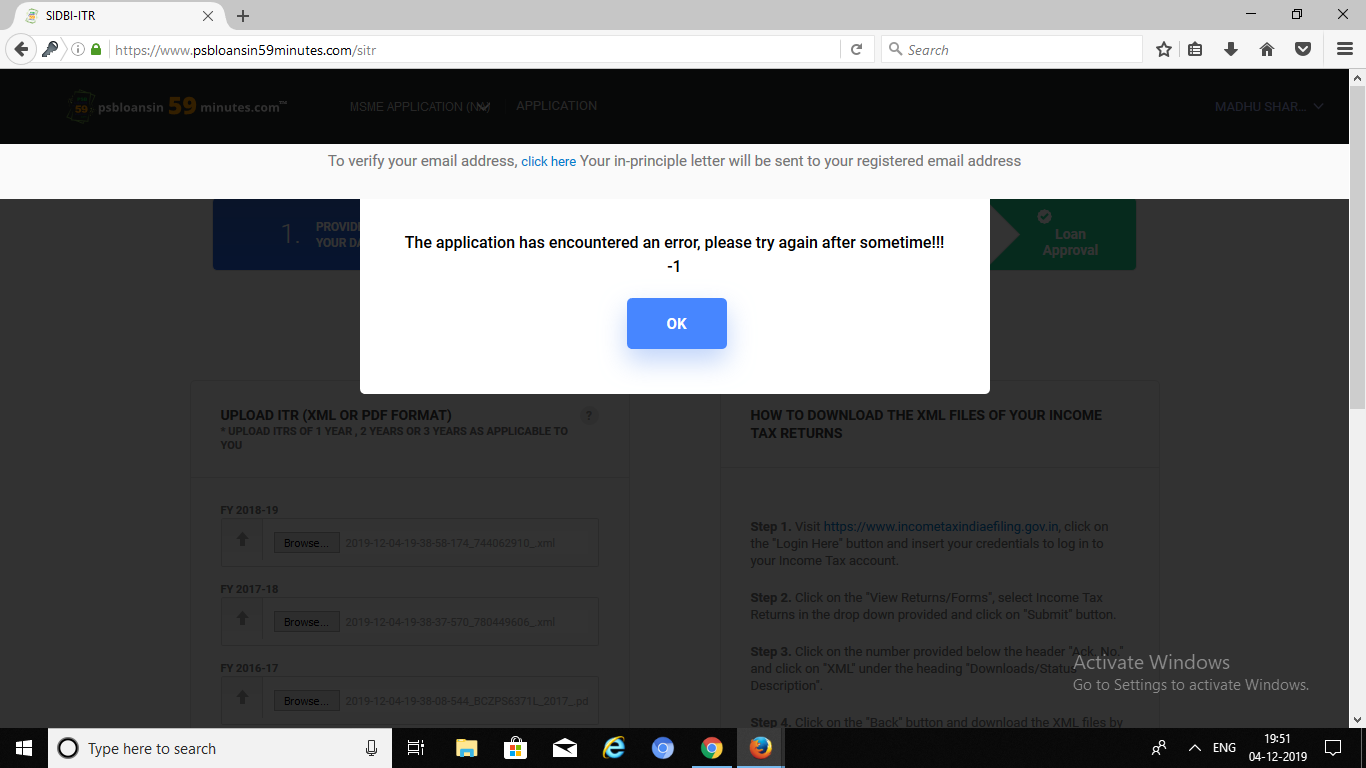 SIDBI-ITR
https://www.psbloansin59minutes.com/sitr
Search
59 psbloansin 59 minutes.com™
MSME APPLICATION
APPLICATION
MADHU SHAR...
To verify your email address, click here Your in-principle letter will be sent to your registered email address
1.
YOUR
Loan
Approval
The application has encountered an error, please try again after sometime!!!
-1
OK
UPLOAD ITR (XML OR PDF FORMAT)
?
* UPLOAD ITRS OF 1 YEAR , 2 YEARS OR 3 YEARS AS APPLICABLE TO
YOU
FY 2018-19
Browse... 2019-12-04-19-38-58-174_744062910_.xml
FY 2017-18
Browse... 2019-12-04-19-38-37-570_780449606_.xml
FY 2016-17
Browse... 2019-12-04-19-38-08-544_BCZPS6371L_2017_.pd
HOW TO DOWNLOAD THE XML FILES OF YOUR INCOME
TAX RETURNS
Step 1. Visit https://www.incometaxindiaefiling.gov.in, click on
the "Login Here" button and insert your credentials to log in to
your Income Tax account.
Step 2. Click on the "View Returns/Forms", select Income Tax
Returns in the drop down provided and click on "Submit" button.
Step 3. Click on the number provided below the header "Ack. No."
and click on "XML" under the heading "Downloads/Status
Description".
Step 4. Click on the "Back" button and download the XML files by
Activate Windows
Go to Settings to activate Windows.
Type here to search
ENG
19:51
04-12-2019